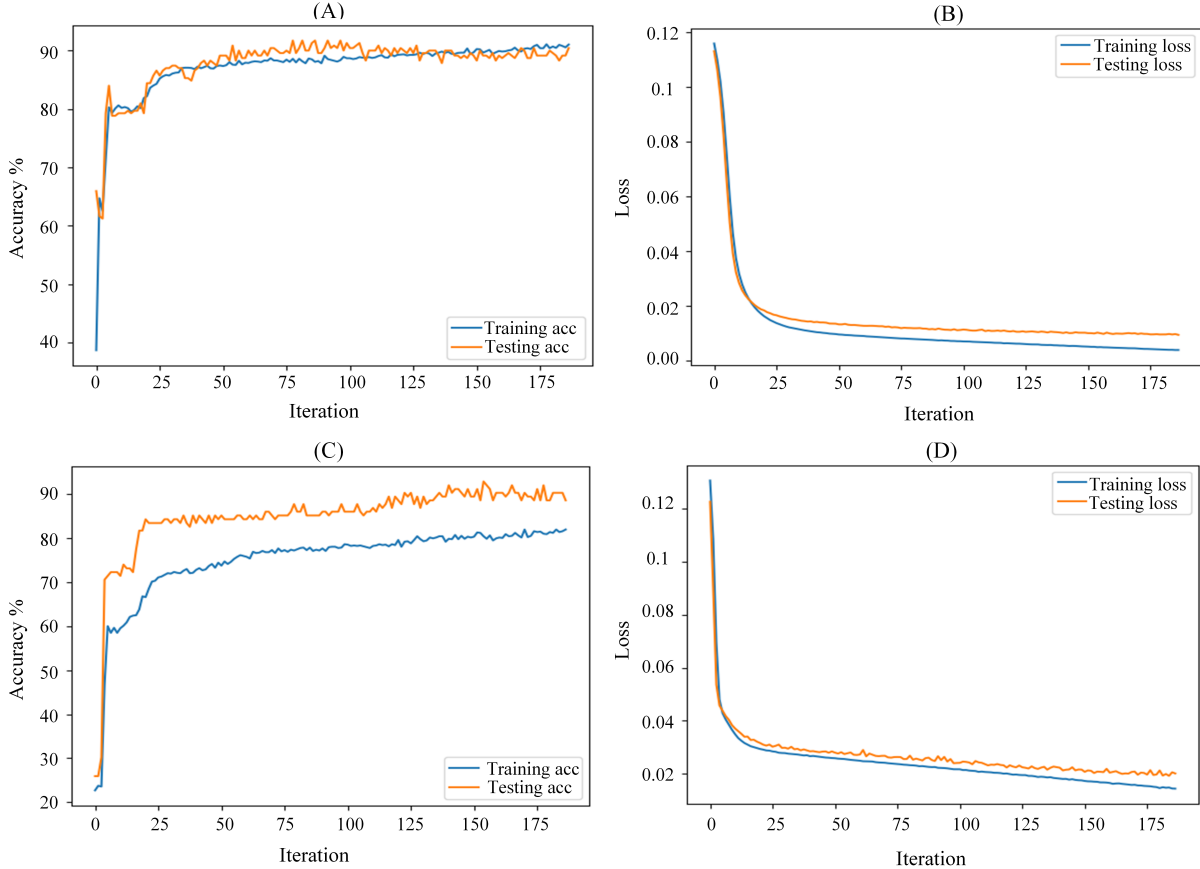 (A)
90
80
70
60
50
40
Accuracy %
Training acc
Testing acc
0 25 50 75 100 125 150 175
Iteration
(B)
0.12
0.1
0.08
0.06
0.04
0.02
0.00
Loss
Training loss
Testing loss
0 25 50 75 100 125 150 175
Iteration
(C)
90
80
70
60
50
40
30
20
Accuracy %
Training acc
Testing acc
0 25 50 75 100 125 150 175
Iteration
(D)
0.12
0.1
0.08
0.06
0.04
0.02
Loss
Training loss
Testing loss
0 25 50 75 100 125 150 175
Iteration